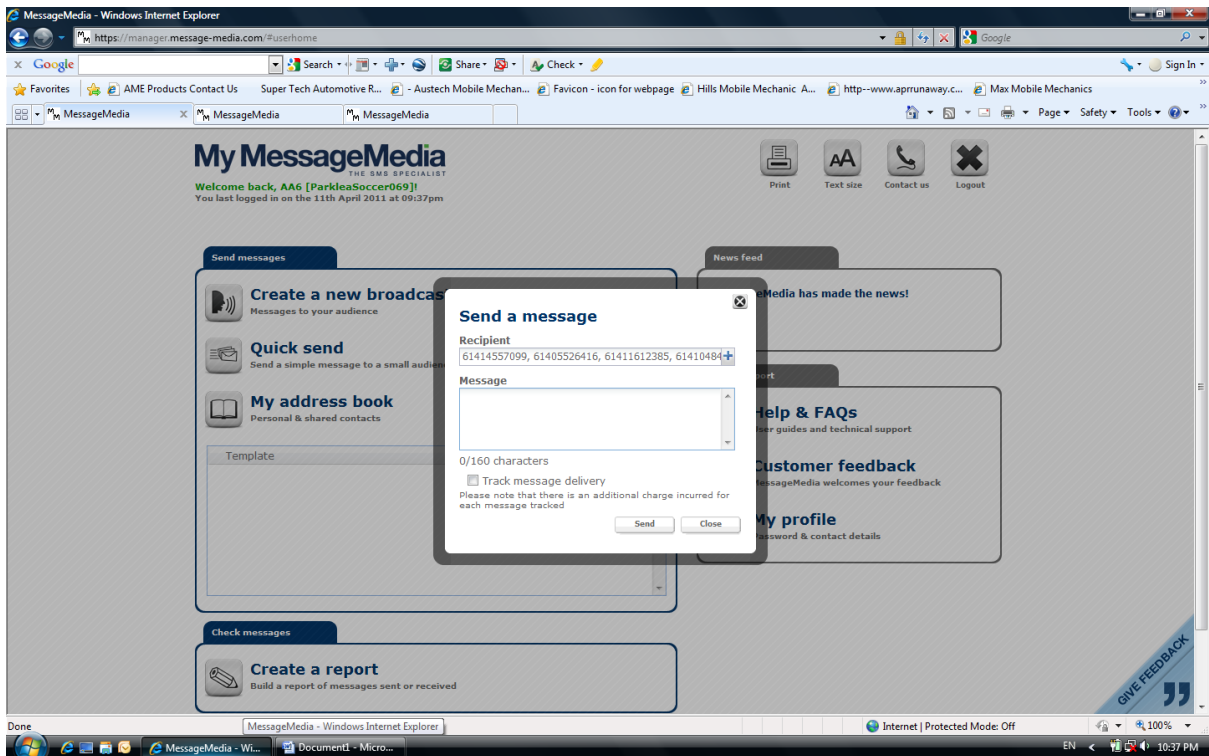 MessageMedia - Windows Internet Explorer
https://manager.message-media.com/#userhome
Google
x Google Search Share Check Sign In
Favorites AME Products Contact Us Super Tech Automotive R... - Austech Mobile Mechan... Favicon - icon for webpage Hills Mobile Mechanic A... http--www.aprrunaway.c... Max Mobile Mechanics
MessageMedia x MessageMedia MessageMedia Page Safety Tools
My MessageMedia
THE SMS SPECIALIST
Welcome back, AA6 [ParkleaSoccer069]!
You last logged in on the 11th April 2011 at 09:37pm
Print Text size Contact us Logout
Send messages
Create a new broadcas
Messages to your audience
Quick send
Send a simple message to a small audien
My address book
Personal & shared contacts
Template
News feed
eMedia has made the news!
Send a message
Recipient
61414557099, 61405526416, 61411612385, 61410484
Message
0/160 characters
Track message delivery
Please note that there is an additional charge incurred for
each message tracked
Send Close
port
Help & FAQs
User guides and technical support
Customer feedback
MessageMedia welcomes your feedback
My profile
Password & contact details
Check messages
Create a report
Build a report of messages sent or received
GIVE FEEDBACK
Done MessageMedia - Windows Internet Explorer Internet | Protected Mode: Off 100%
MessageMedia - Wi... Document1 - Micro... EN 10:37 PM